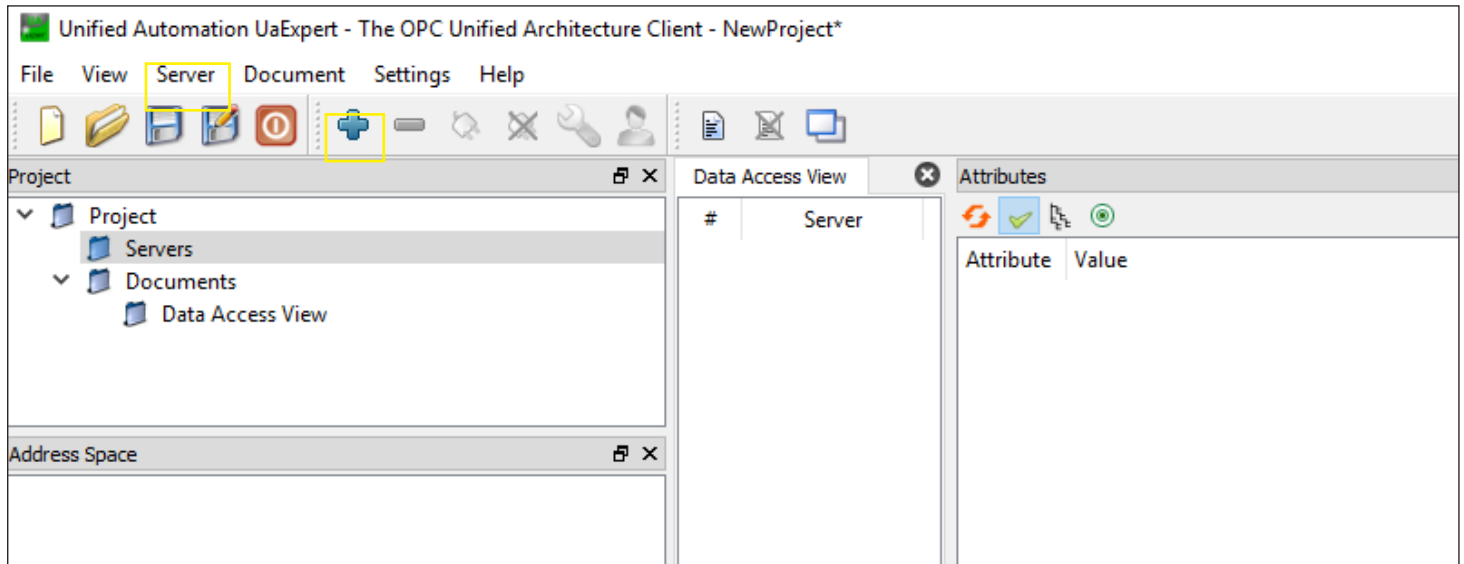 Unified Automation UaExpert - The OPC Unified Architecture Client - NewProject*
File View Server Document Settings Help
Project
Data Access View
Attributes
Project
Servers
Documents
Data Access View
# Server
Attribute Value
Address Space